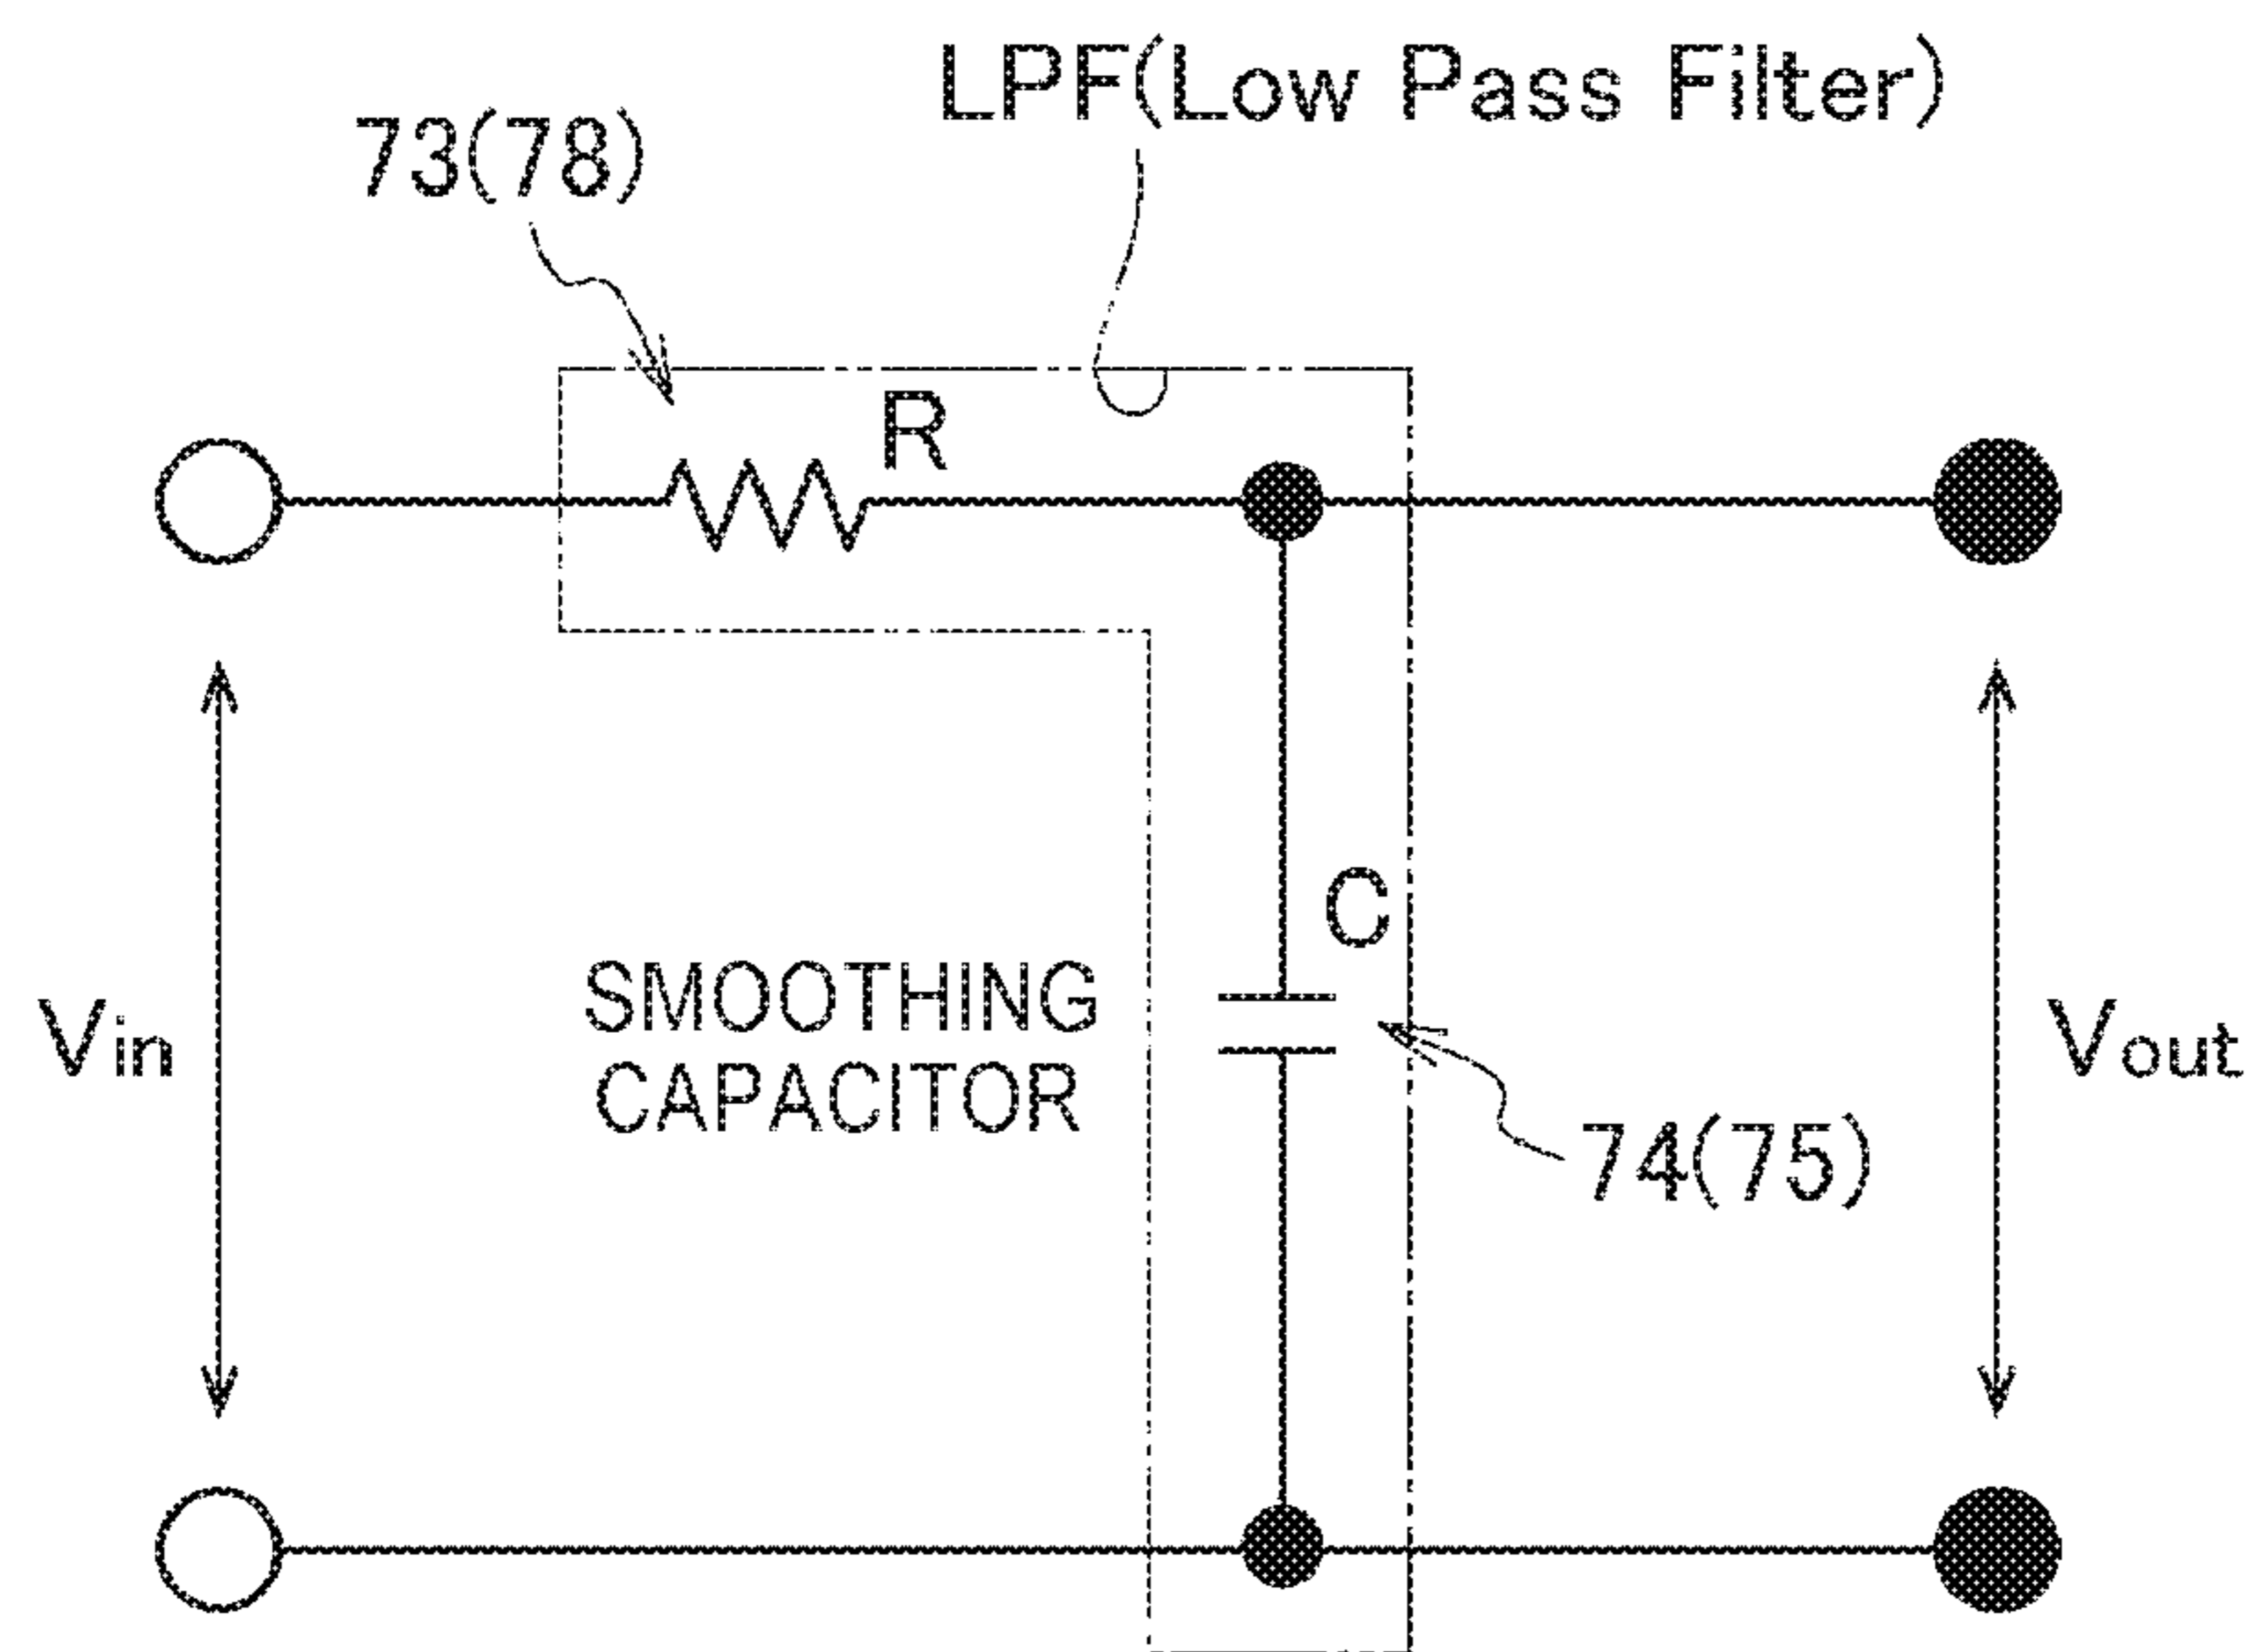 LPF(Low Pass Filter)
73(78)
R
C
SMOOTHING
CAPACITOR
Vin
Vout
74(75)